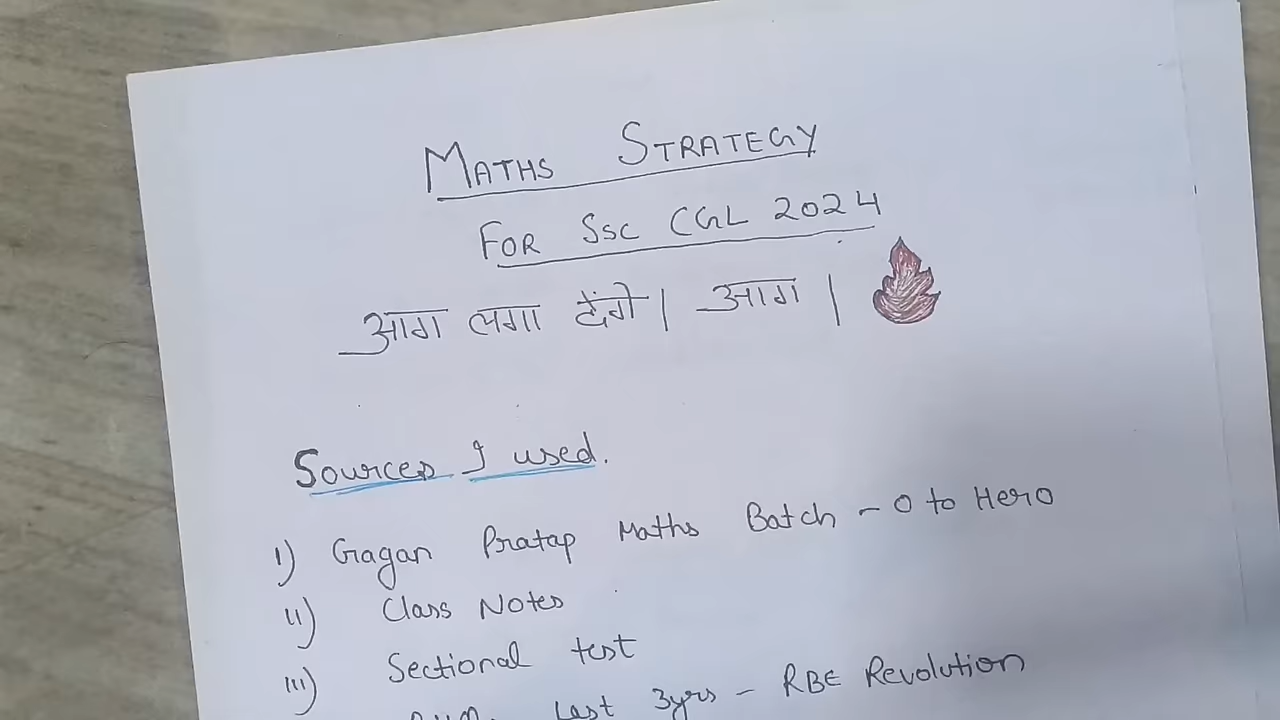 MATHS STRATEGY
FOR SSC CGL 2024
आग लगा देंगे | आग |
Sources I used.
I) Gagan Pratap Maths Batch - 0 to Hero
II) Class Notes
III) Sectional test
Last 3yrs - RBE Revolution